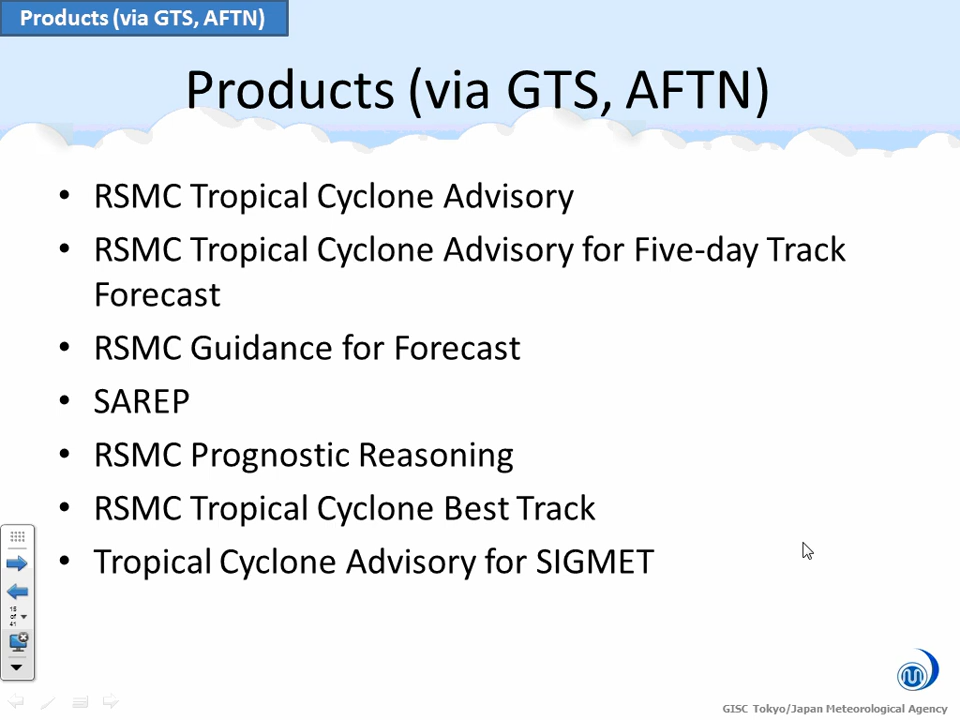 Products (via GTS, AFTN)
Products (via GTS, AFTN)
• RSMC Tropical Cyclone Advisory
• RSMC Tropical Cyclone Advisory for Five-day Track
Forecast
• RSMC Guidance for Forecast
• SAREP
• RSMC Prognostic Reasoning
• RSMC Tropical Cyclone Best Track
• Tropical Cyclone Advisory for SIGMET
of
41
GISC Tokyo/Japan Meteorological Agency